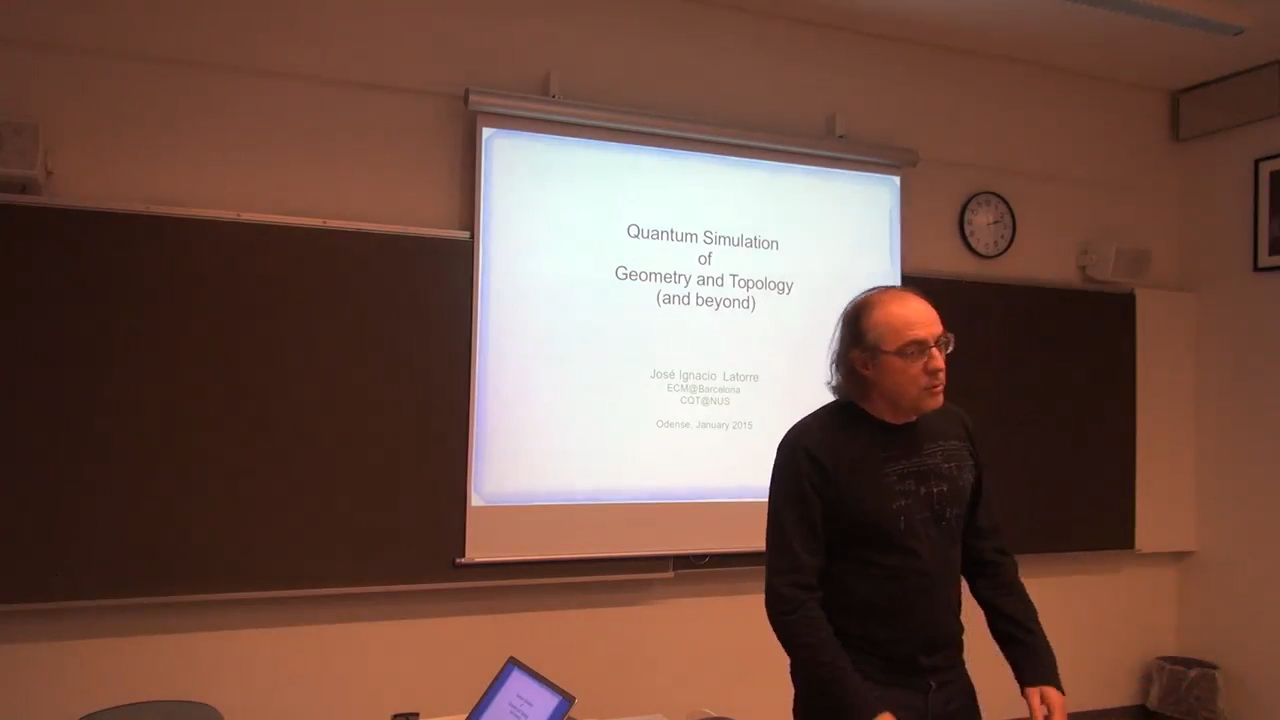 Quantum Simulation
of
Geometry and Topology
(and beyond)
José Ignacio Latorre
ECM@Barcelona
CQT@NUS
Odense, January 2015